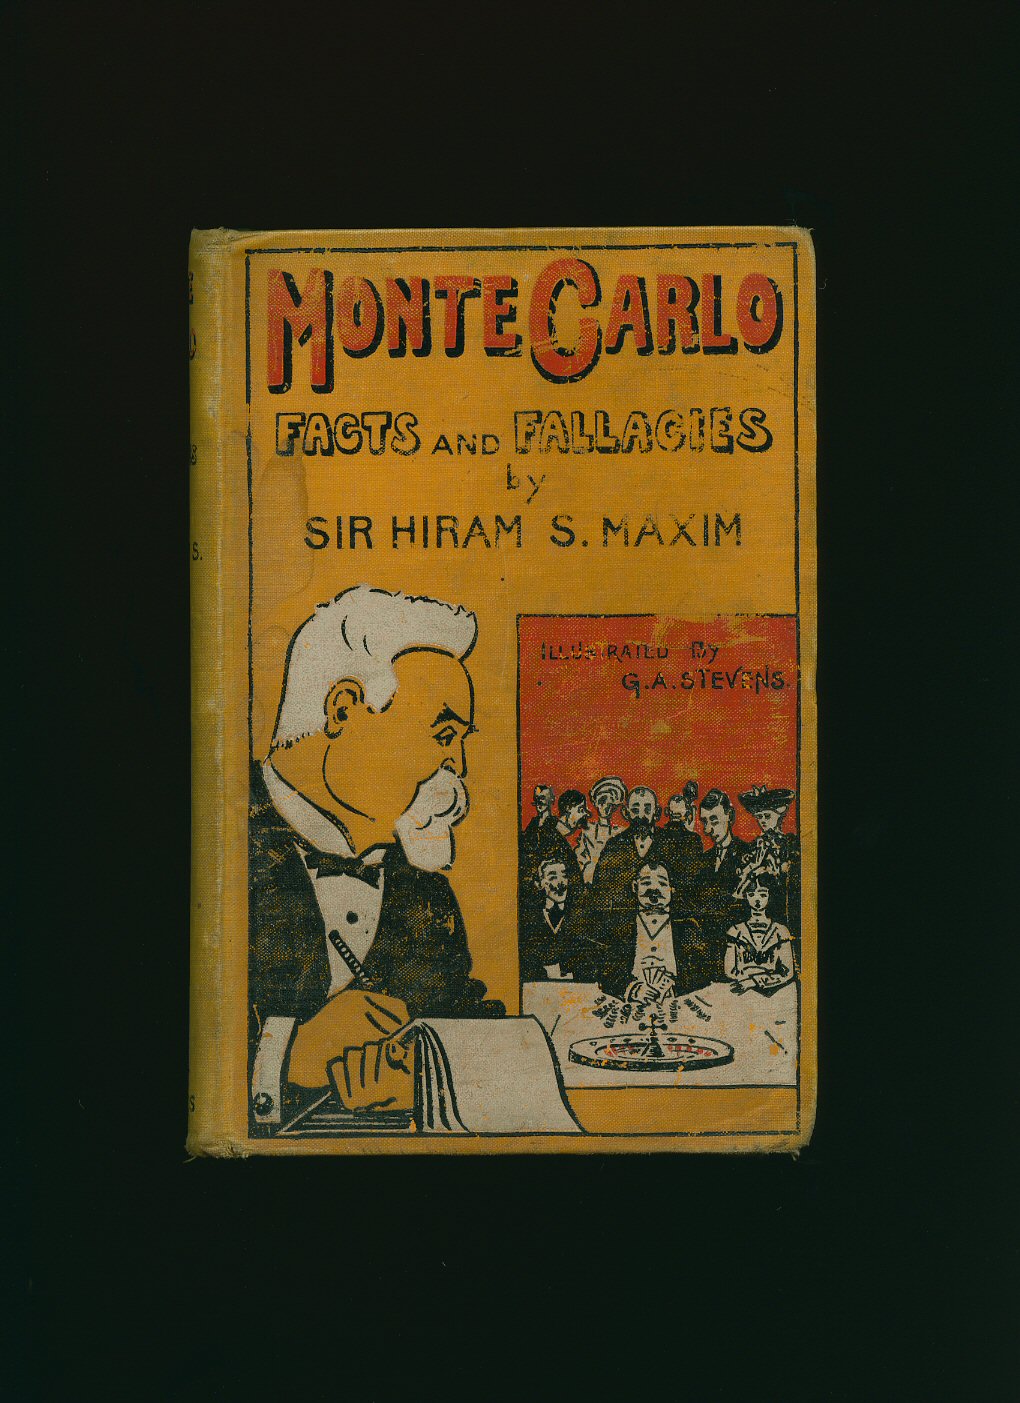 MONTE CARLO
FACTS AND FALLACIES
by
SIR HIRAM S. MAXIM
ILLUSTRATED By
G.A. STEVENS.